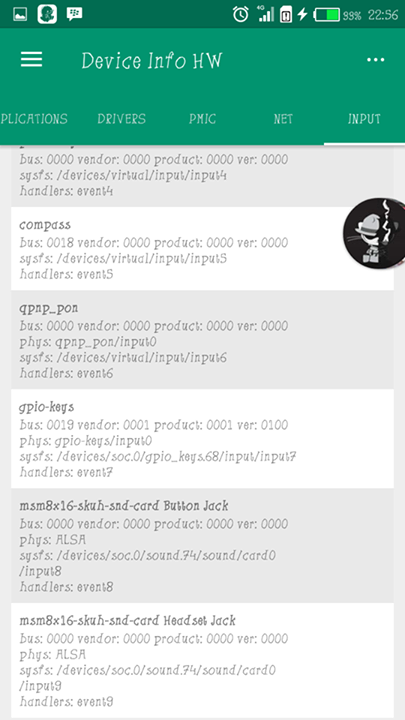 4G 99% 22:56
Device Info HW
PLICATIONS DRIVERS PMIC NET INPUT
bus: 0000 vendor: 0000 product: 0000 ver: 0000
sysfs: /devices/virtual/input/input4
handlers: event4
compass
bus: 0018 vendor: 0000 product: 0000 ver: 0000
sysfs: /devices/virtual/input/input5
handlers: event5
qpnp_pon
bus: 0000 vendor: 0000 product: 0000 ver: 0000
phys: qpnp_pon/input0
sysfs: /devices/virtual/input/input6
handlers: event6
gpio-keys
bus: 0019 vendor: 0001 product: 0001 ver: 0100
phys: gpio-keys/input0
sysfs: /devices/soc.0/gpio_keys.68/input/input7
handlers: event7
msm8x16-skuh-snd-card Button Jack
bus: 0000 vendor: 0000 product: 0000 ver: 0000
phys: ALSA
sysfs: /devices/soc.0/sound.74/sound/card0
/input8
handlers: event8
msm8x16-skuh-snd-card Headset Jack
bus: 0000 vendor: 0000 product: 0000 ver: 0000
phys: ALSA
sysfs: /devices/soc.0/sound.74/sound/card0
/input9
handlers: event9